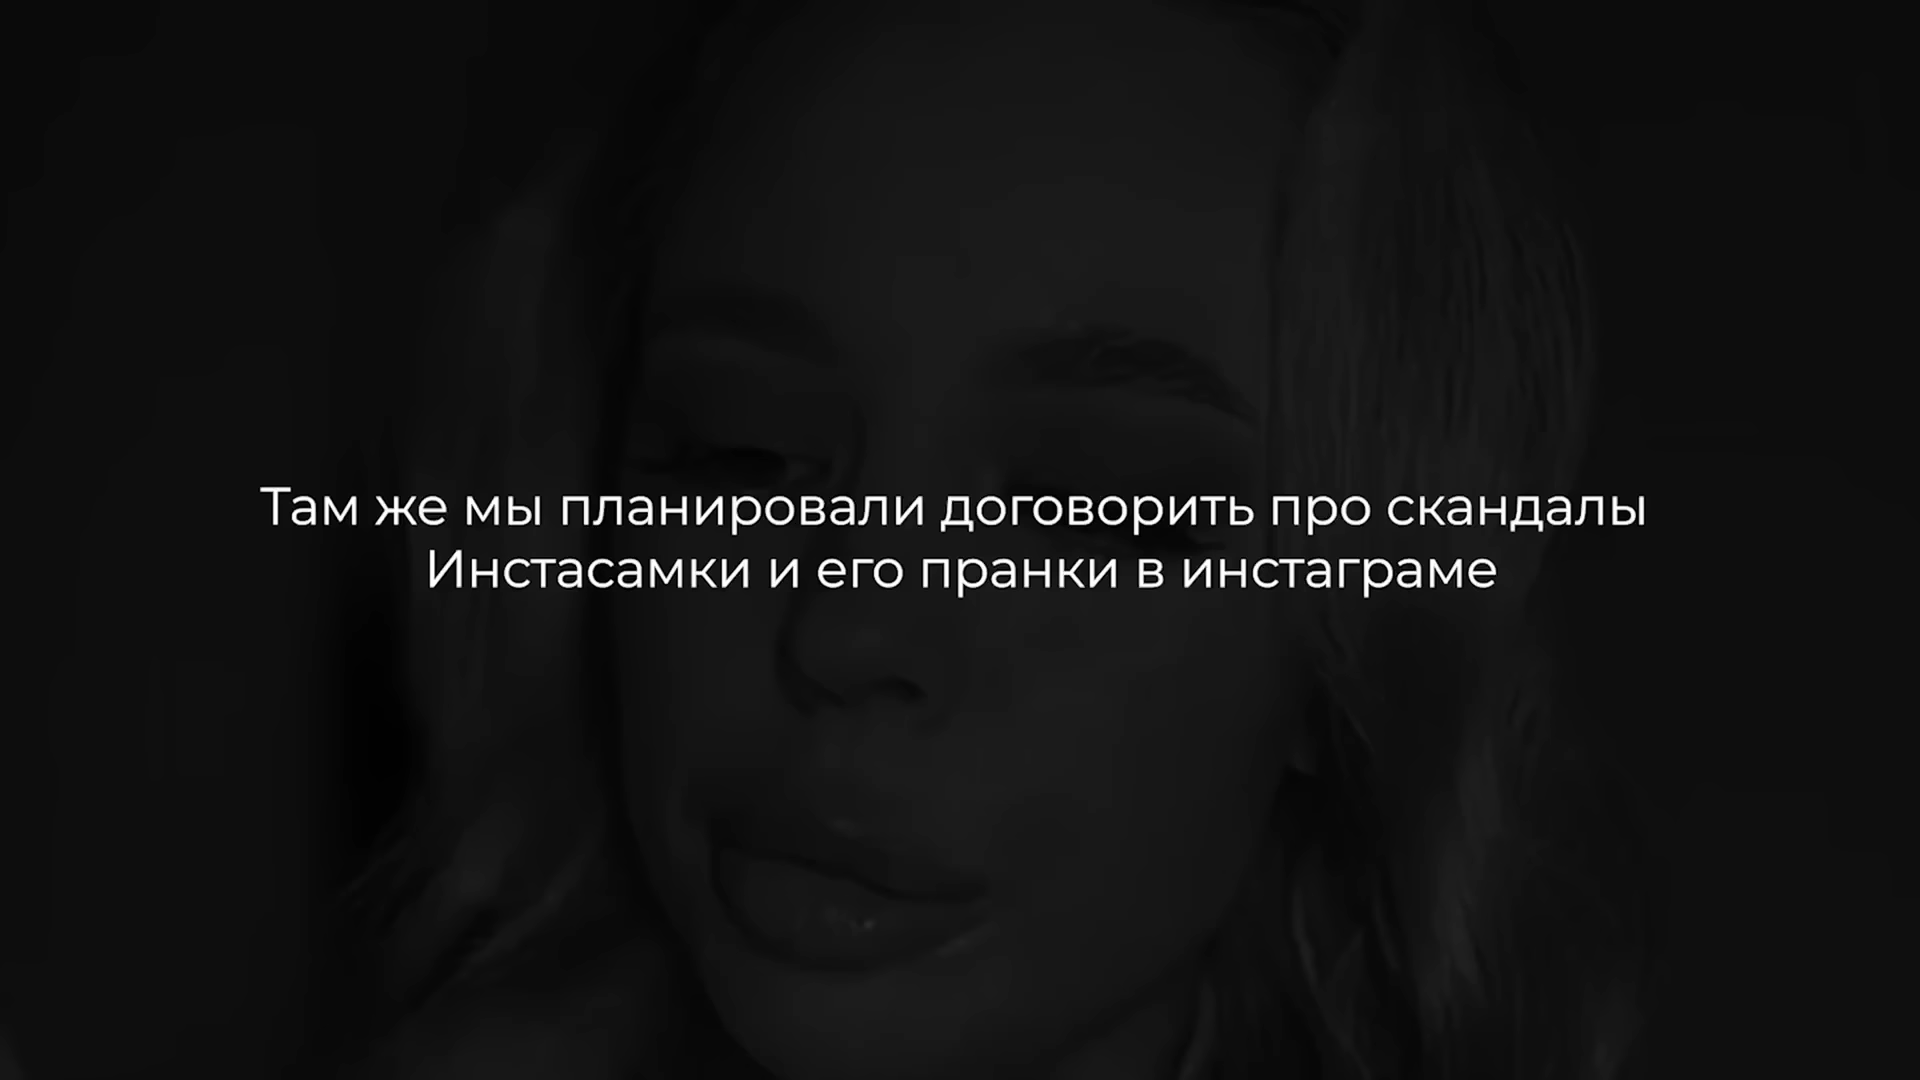 Там же мы планировали договорить про скандалы
Инстасамки и его пранки в инстаграме